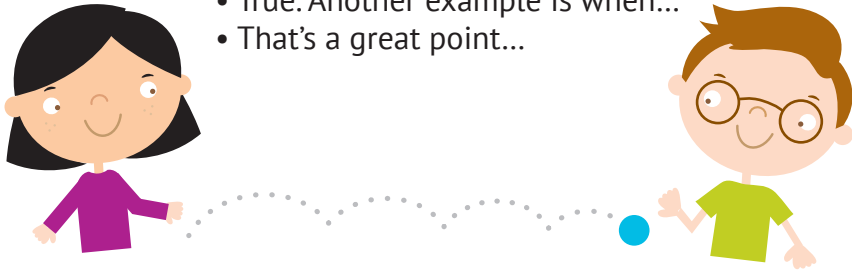 • True. Another example is when...
• That's a great point...